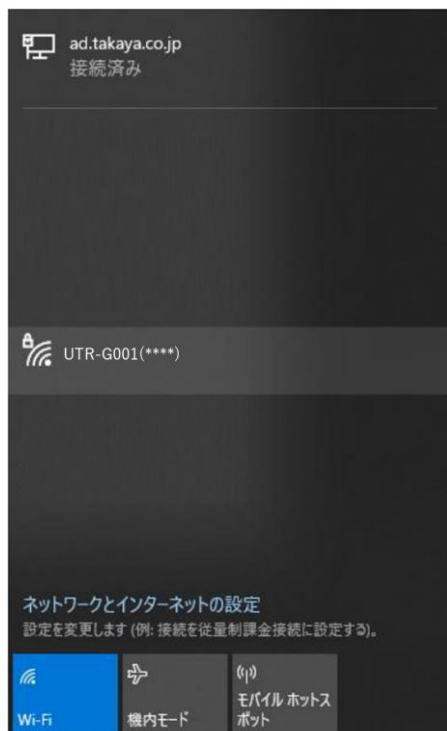 ad.takaya.co.jp
接続済み
UTR-G001(****)
ネットワークとインターネットの設定
設定を変更します (例: 接続を従量制課金接続に設定する)。
Wi-Fi
機内モード
モバイル ホットス
ポット